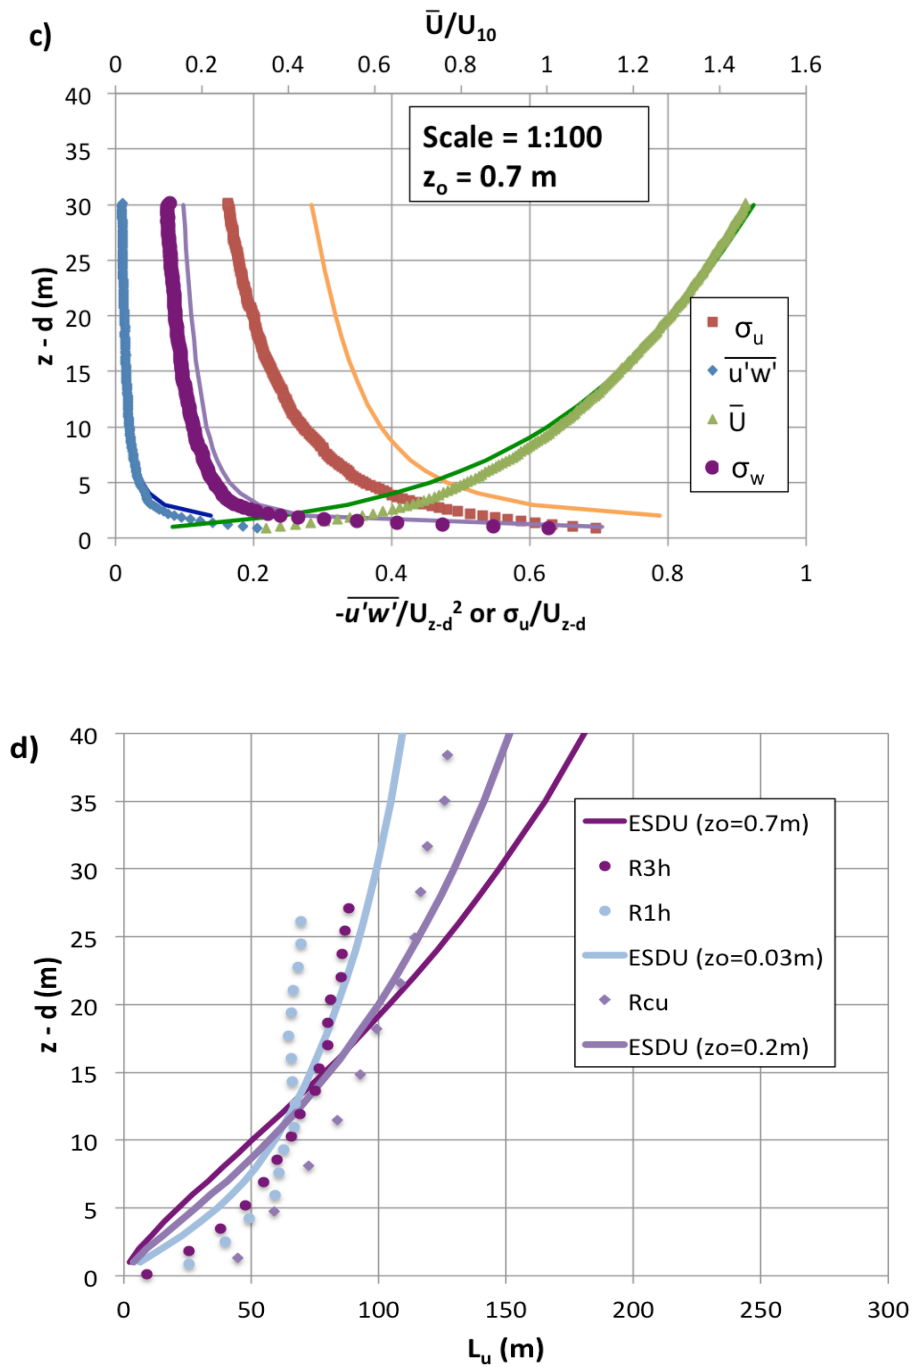 c)
Ū/U10
0 0.2 0.4 0.6 0.8 1 1.2 1.4 1.6
40
Scale = 1:100
35
zo = 0.7 m
30
25
z - d (m)
20
σu
15
u'w'
10
Ū
5
σw
0
0 0.2 0.4 0.6 0.8 1
-u'w'/Uz-d² or σu/Uz-d
d)
40
35
ESDU (zo=0.7m)
30
R3h
R1h
25
ESDU (zo=0.03m)
z - d (m)
20
Rcu
ESDU (zo=0.2m)
15
10
5
0
0 50 100 150 200 250 300
Lu (m)